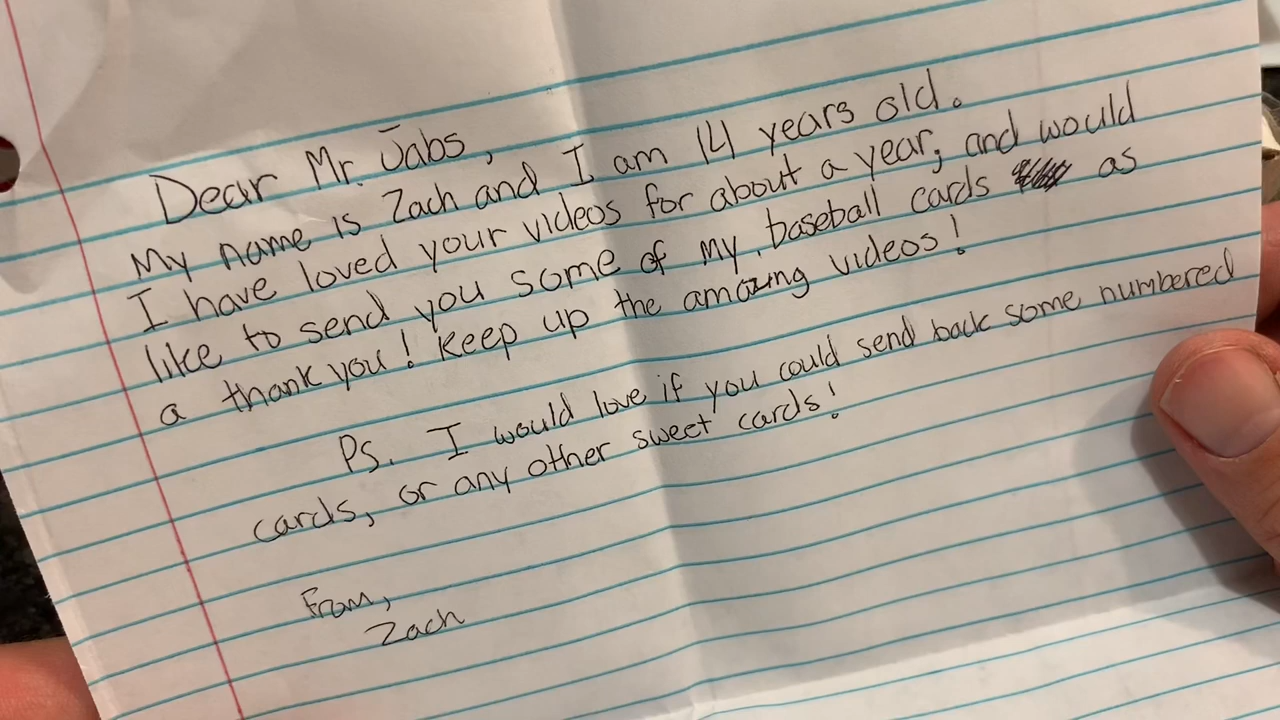 Dear Mr. Jabs,
My name is Zach and I am 14 years old.
I have loved your videos for about a year, and would
like to send you some of my baseball cards as
a thank you! Keep up the amazing videos!
Ps. I would love if you could send back some numbered
cards, or any other sweet cards!
From,
Zach